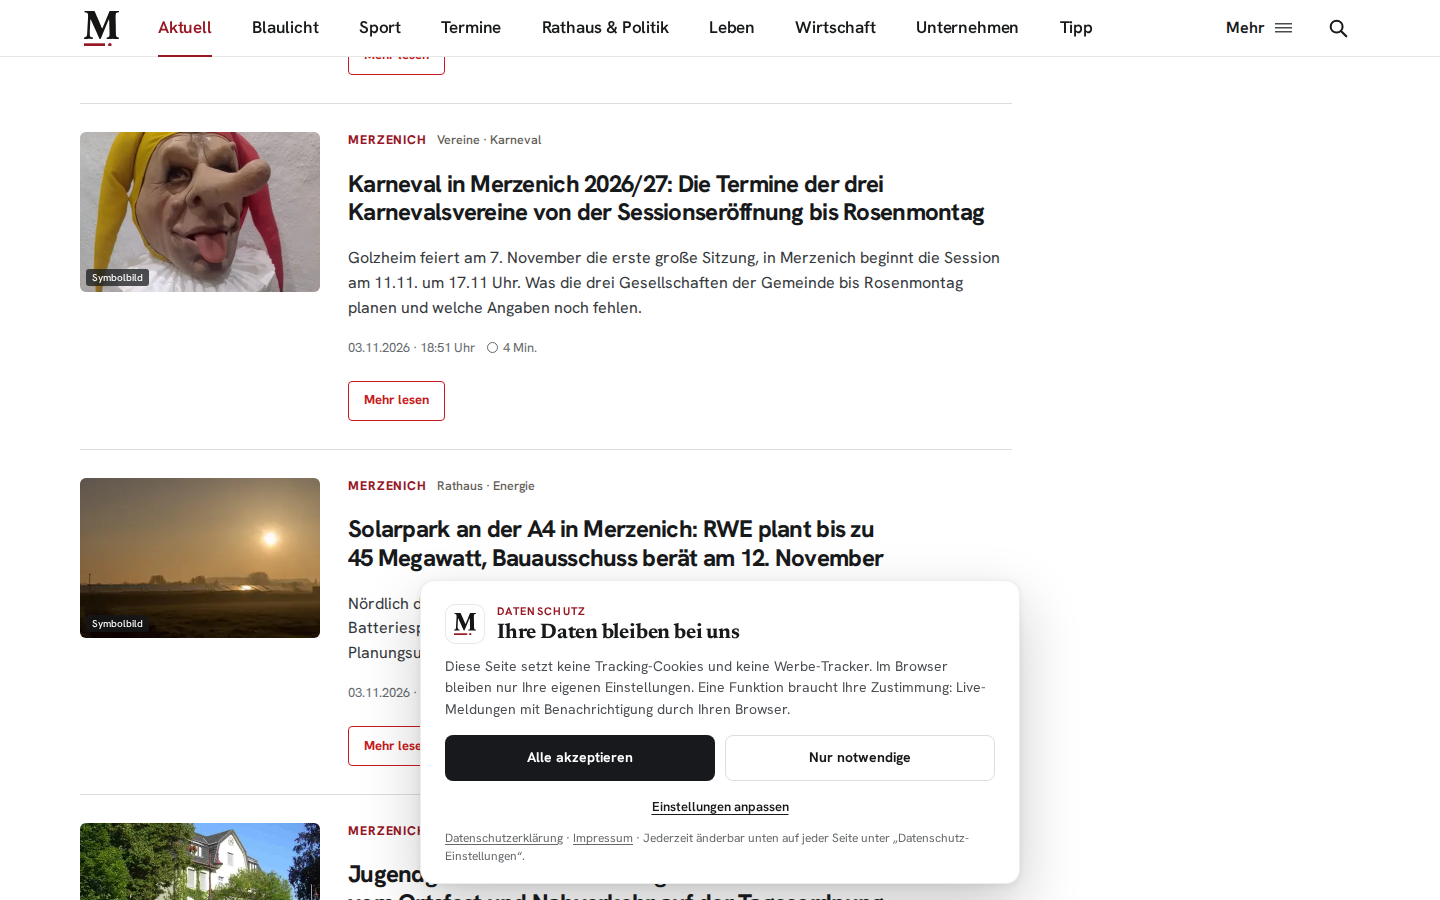 M Aktuell Blaulicht Sport Termine Rathaus & Politik Leben Wirtschaft Unternehmen Tipp Mehr
MERZENICH Vereine · Karneval
Karneval in Merzenich 2026/27: Die Termine der drei
Karnevalsvereine von der Sessionseröffnung bis Rosenmontag
Golzheim feiert am 7. November die erste große Sitzung, in Merzenich beginnt die Session
am 11.11. um 17.11 Uhr. Was die drei Gesellschaften der Gemeinde bis Rosenmontag
planen und welche Angaben noch fehlen.
Symbolbild
03.11.2026 · 18:51 Uhr 4 Min.
Mehr lesen
MERZENICH Rathaus · Energie
Solarpark an der A4 in Merzenich: RWE plant bis zu
45 Megawatt, Bauausschuss berät am 12. November
Nördlich
Symbolbild
03.11.2026 ·
Mehr lese
M DATENSCHUTZ
Ihre Daten bleiben bei uns
Diese Seite setzt keine Tracking-Cookies und keine Werbe-Tracker. Im Browser
bleiben nur Ihre eigenen Einstellungen. Eine Funktion braucht Ihre Zustimmung: Live-
Meldungen mit Benachrichtigung durch Ihren Browser.
Alle akzeptieren Nur notwendige
Einstellungen anpassen
Datenschutzerklärung · Impressum · Jederzeit änderbar unten auf jeder Seite unter „Datenschutz-
Einstellungen“.
MERZENICH